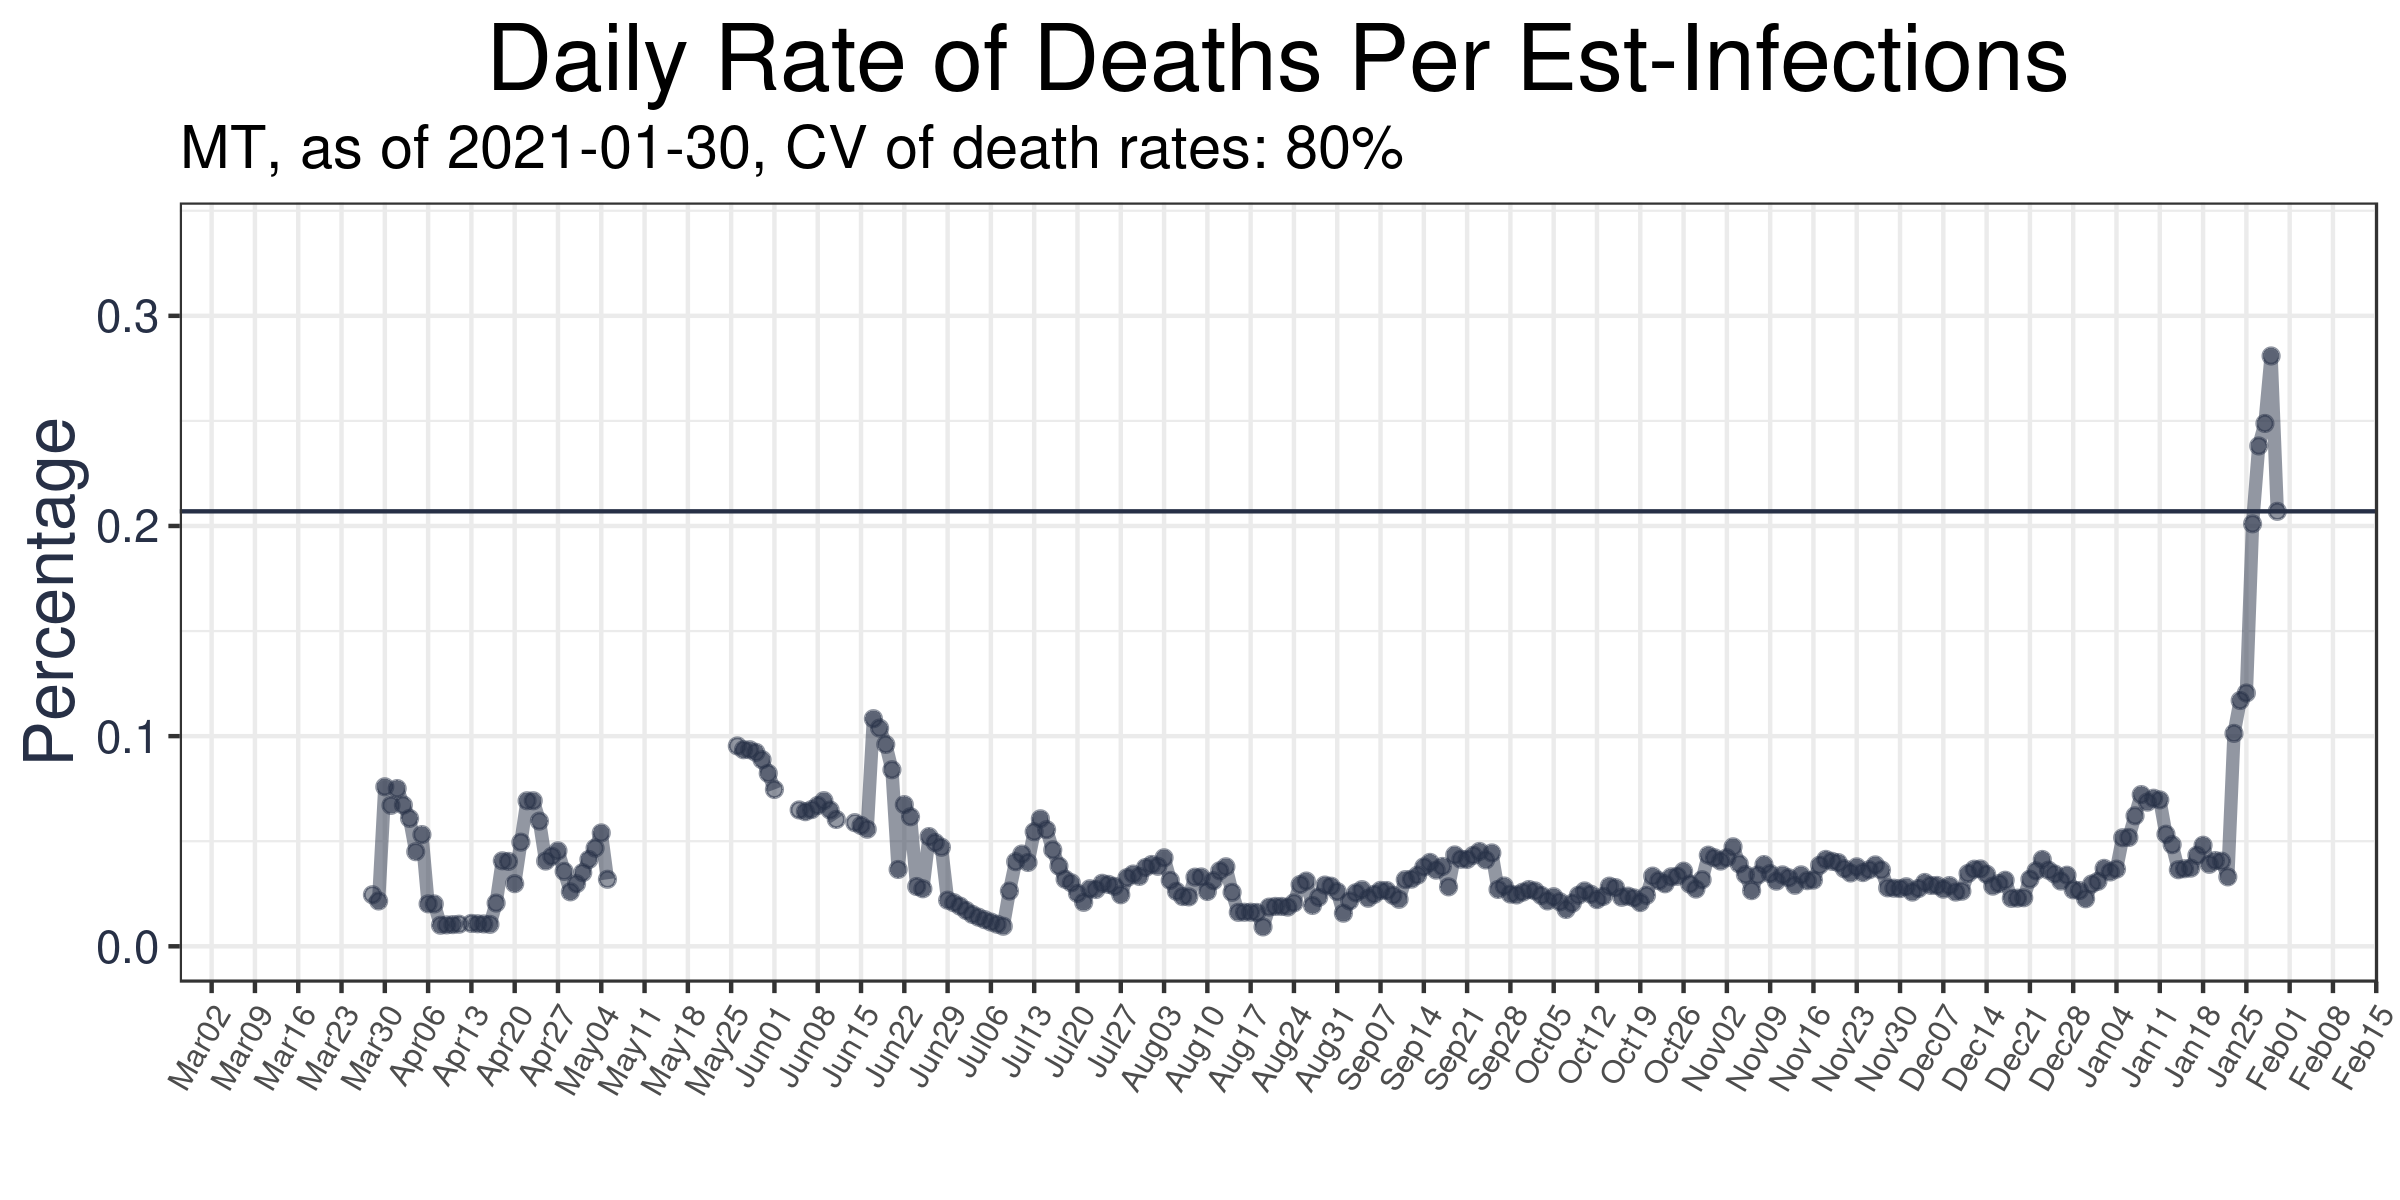 Daily Rate of Deaths Per Est-Infections
MT, as of 2021-01-30, CV of death rates: 80%
Percentage
0.3
0.2
0.1
0.0
Mar02
Mar09
Mar16
Mar23
Mar30
Apr06
Apr13
Apr20
Apr27
May04
May11
May18
May25
Jun01
Jun08
Jun15
Jun22
Jun29
Jul06
Jul13
Jul20
Jul27
Aug03
Aug10
Aug17
Aug24
Aug31
Sep07
Sep14
Sep21
Sep28
Oct05
Oct12
Oct19
Oct26
Nov02
Nov09
Nov16
Nov23
Nov30
Dec07
Dec14
Dec21
Dec28
Jan04
Jan11
Jan18
Jan25
Feb01
Feb08
Feb15